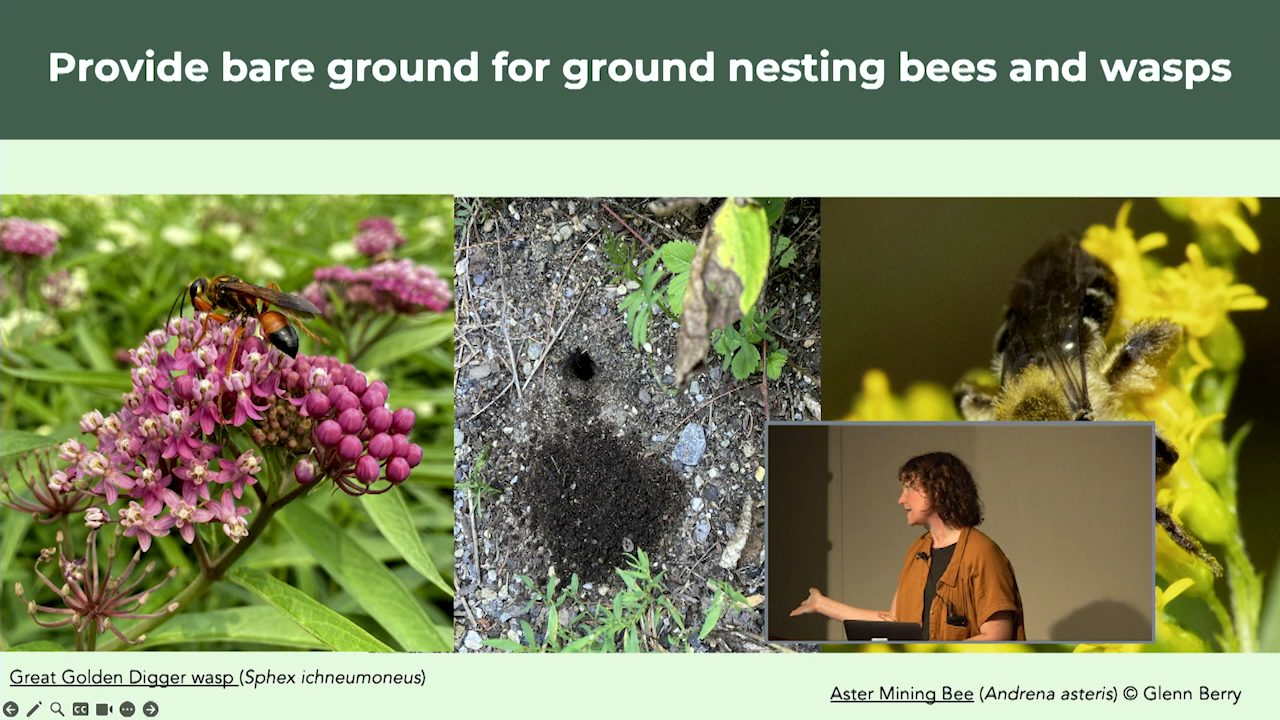 Provide bare ground for ground nesting bees and wasps
Great Golden Digger wasp (Sphex ichneumoneus)
Aster Mining Bee (Andrena asteris) © Glenn Berry
CC